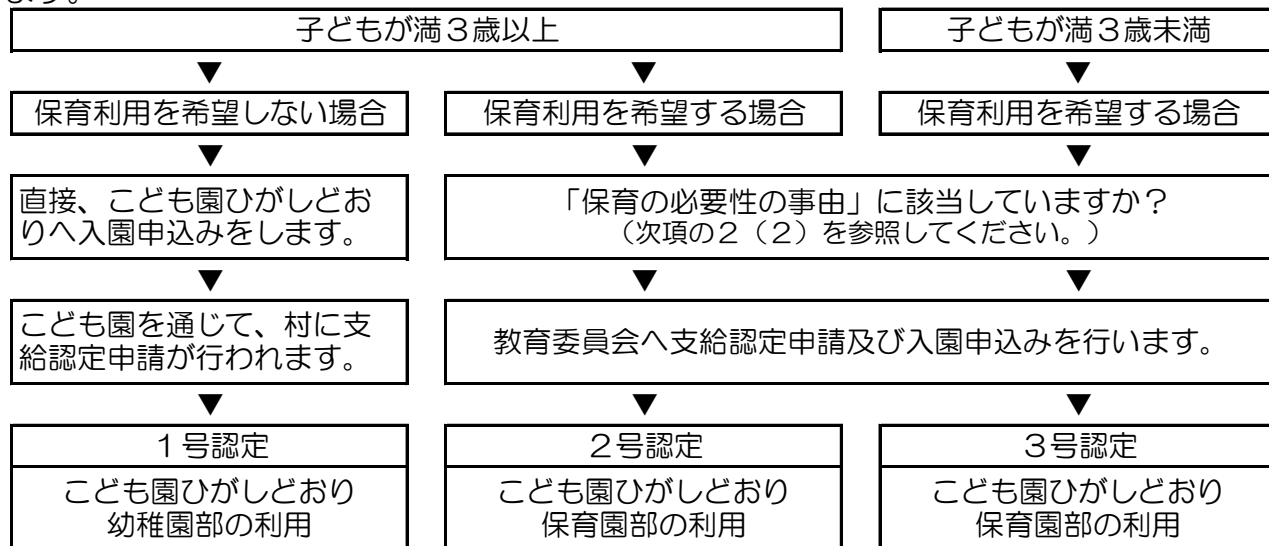 子どもが満３歳以上
子どもが満３歳未満
▼
▼
▼
保育利用を希望しない場合
保育利用を希望する場合
保育利用を希望する場合
▼
▼
▼
直接、こども園ひがしどお
りへ入園申込みをします。
「保育の必要性の事由」に該当していますか？
（次項の２（２）を参照してください。）
▼
▼
▼
こども園を通じて、村に支
給認定申請が行われます。
教育委員会へ支給認定申請及び入園申込みを行います。
▼
▼
▼
１号認定
２号認定
３号認定
こども園ひがしどおり
幼稚園部の利用
こども園ひがしどおり
保育園部の利用
こども園ひがしどおり
保育園部の利用